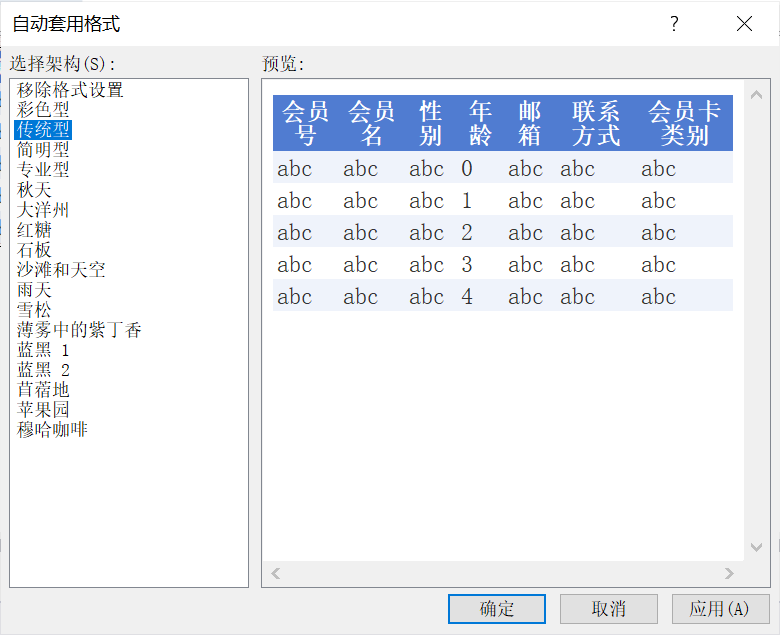 自动套用格式
?
选择架构(S):
移除格式设置
彩色型
传统型
简明型
专业型
秋天
大洋州
红糖
石板
沙滩和天空
雨天
雪松
薄雾中的紫丁香
蓝黑 1
蓝黑 2
苜蓿地
苹果园
穆哈咖啡
预览:
会员号 会员名 性别 年龄 邮箱 联系方式 会员卡类别
abc abc abc 0 abc abc abc
abc abc abc 1 abc abc abc
abc abc abc 2 abc abc abc
abc abc abc 3 abc abc abc
abc abc abc 4 abc abc abc
确定 取消 应用(A)